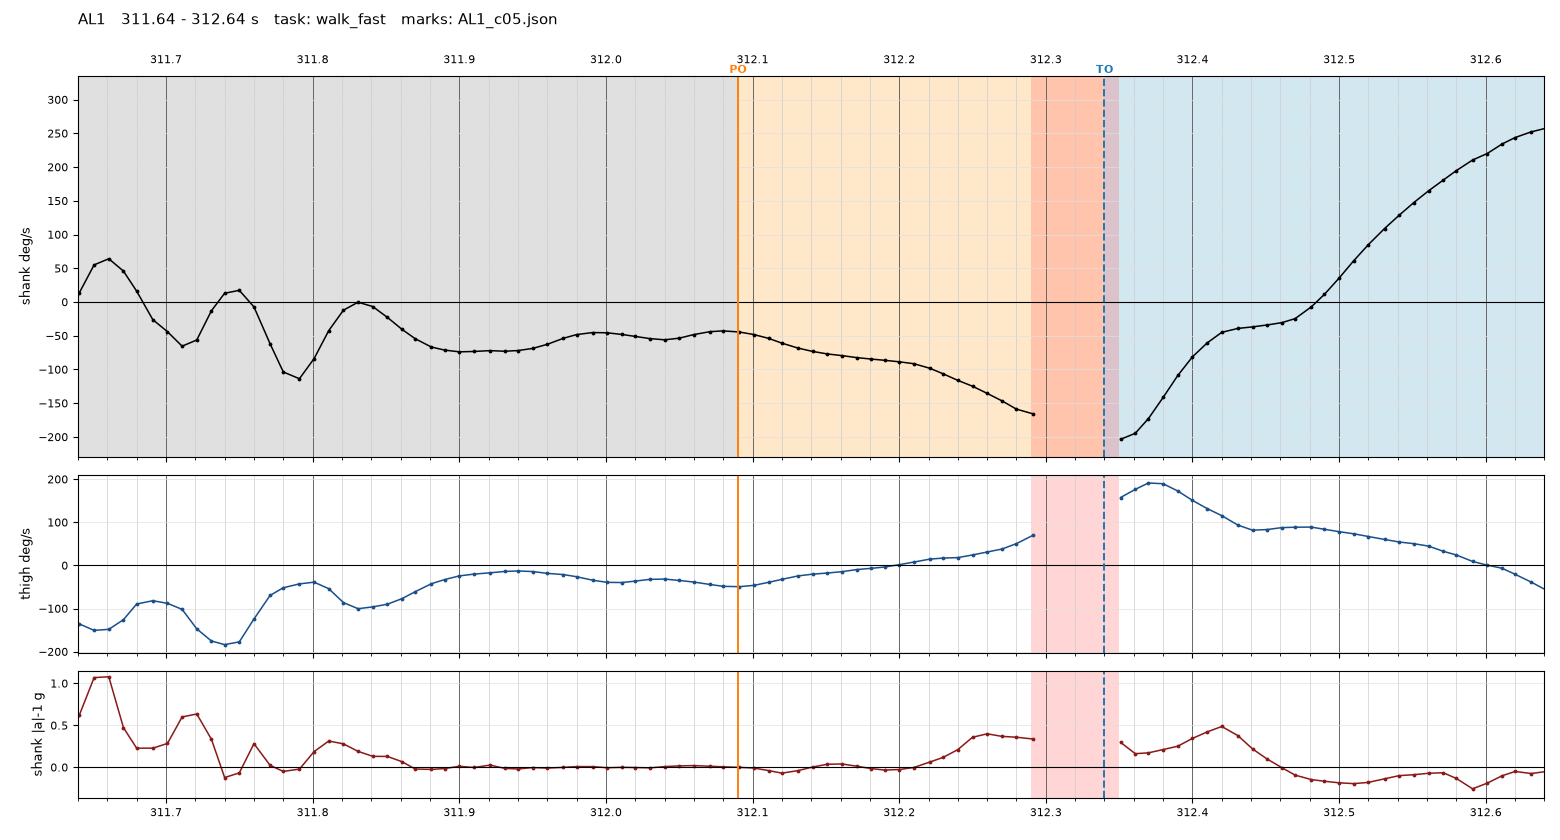 AL1   311.64 - 312.64 s   task: walk_fast   marks: AL1_c05.json
311.7 311.8 311.9 312.0 312.1 312.2 312.3 312.4 312.5 312.6
PO TO
shank deg/s
300
250
200
150
100
50
0
−50
−100
−150
−200
thigh deg/s
200
100
0
−100
−200
shank |a|-1 g
1.0
0.5
0.0
311.7 311.8 311.9 312.0 312.1 312.2 312.3 312.4 312.5 312.6